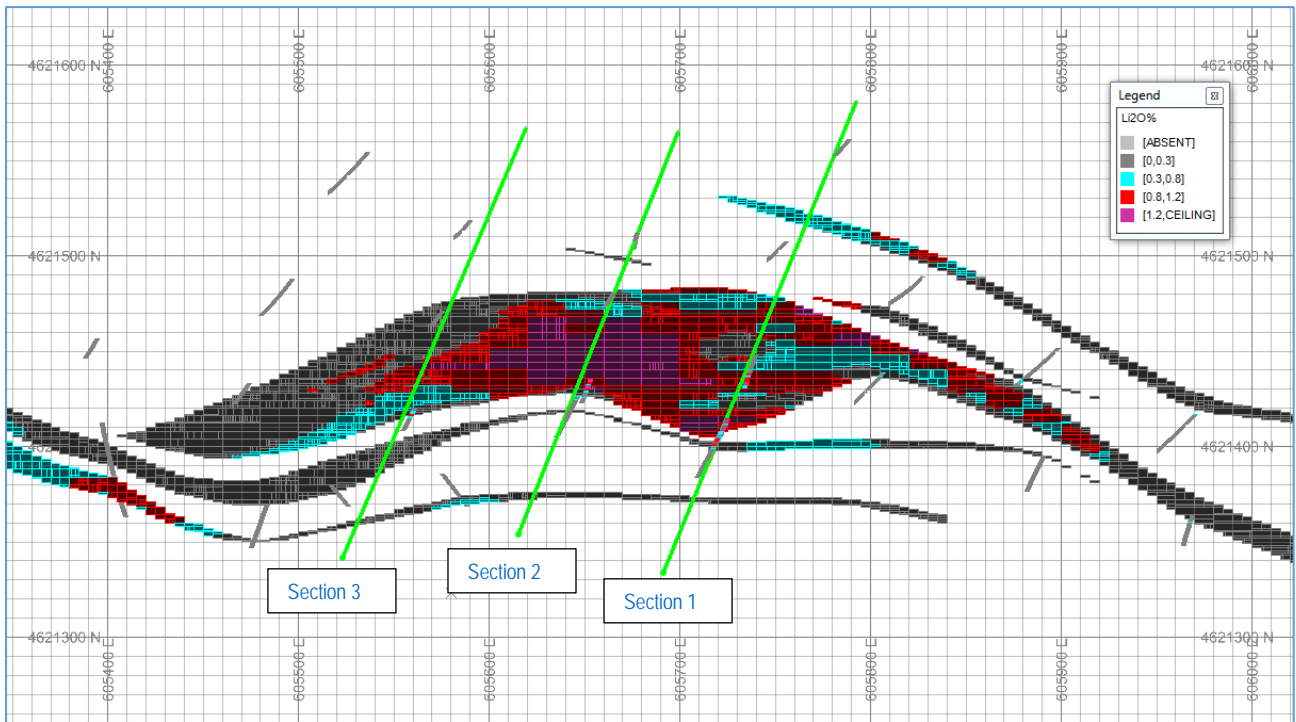 605400 E
605500 E
605600 E
605700 E
605800 E
605900 E
606000 E
4621600 N
4621600 N
Legend
Li2O%
[ABSENT]
[0,0.3]
[0.3,0.8]
[0.8,1.2]
[1.2,CEILING]
4621500 N
4621500 N
4621400 N
Section 3
Section 2
Section 1
4621300 N
4621300 N
605400 E
605500 E
605600 E
605700 E
605800 E
605900 E
606000 E